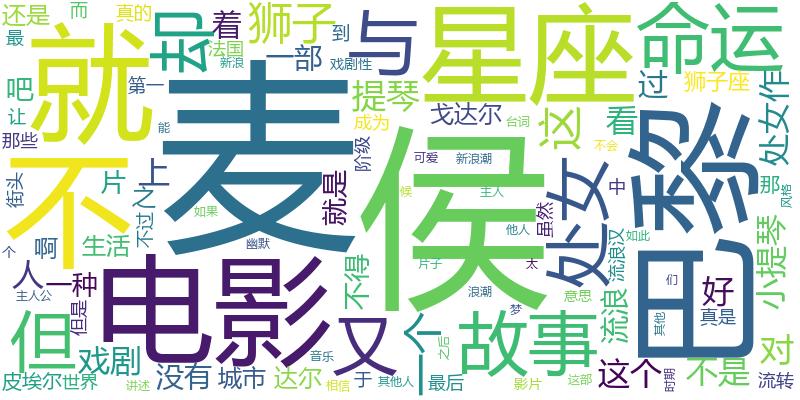 还是
而
真的
最
就
却
着
法国
新浪
狮子
到
一部
戏剧性
与
星座
命运
吧
让
第一
提琴
成为
戈达尔
这
过
看
狮子座
处女作
那些
不
片
上
能
麦
阶级
侯
台词
可爱
新浪潮
不会
处女
中
黎
巴
那
风格
街头
之
不过
就是
如果
候
主人
他人
虽然
流浪汉
如此
个
啊
生活
幽默
人
一种
主人公
但是
电影
不得
片子
太
浪潮
梦
意思
流浪
们
好
真是
其他
小提琴
但
戏剧
又
一个
之后
故事
音乐
皮埃尔
世界
没有
城市
达尔
讲述
相信
于
其他人
最后
影片
这个
这部
时期
不是
对
流转